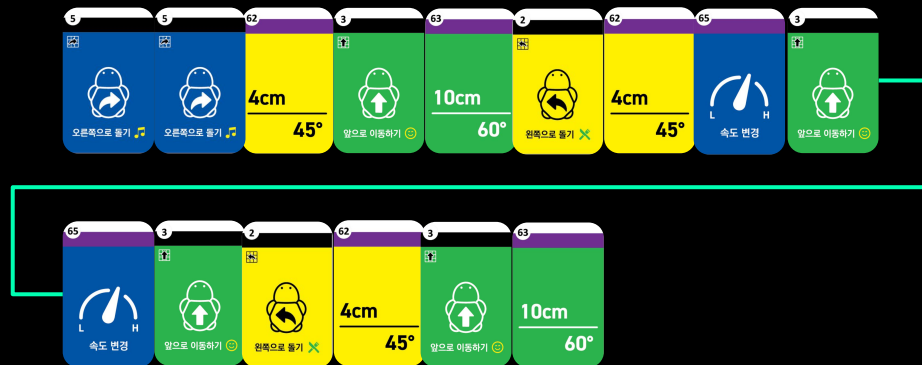 5
오른쪽으로 돌기
5
오른쪽으로 돌기
62
4cm
45°
3
앞으로 이동하기
63
10cm
60°
2
왼쪽으로 돌기
62
4cm
45°
65
L H
속도 변경
3
앞으로 이동하기
65
L H
속도 변경
3
앞으로 이동하기
2
왼쪽으로 돌기
62
4cm
45°
3
앞으로 이동하기
63
10cm
60°